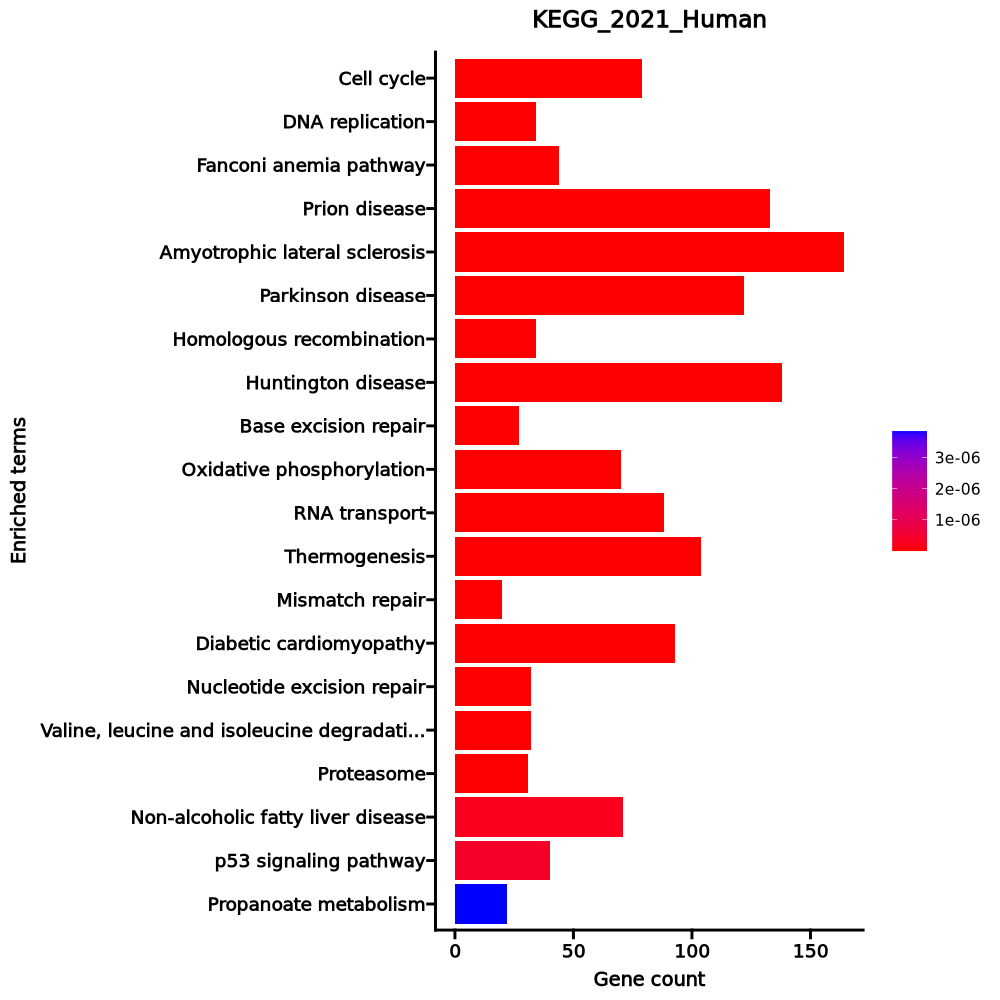 KEGG_2021_Human
Enriched terms
Cell cycle
DNA replication
Fanconi anemia pathway
Prion disease
Amyotrophic lateral sclerosis
Parkinson disease
Homologous recombination
Huntington disease
Base excision repair
Oxidative phosphorylation
RNA transport
Thermogenesis
Mismatch repair
Diabetic cardiomyopathy
Nucleotide excision repair
Valine, leucine and isoleucine degradati...
Proteasome
Non-alcoholic fatty liver disease
p53 signaling pathway
Propanoate metabolism
0 50 100 150
Gene count
3e-06
2e-06
1e-06